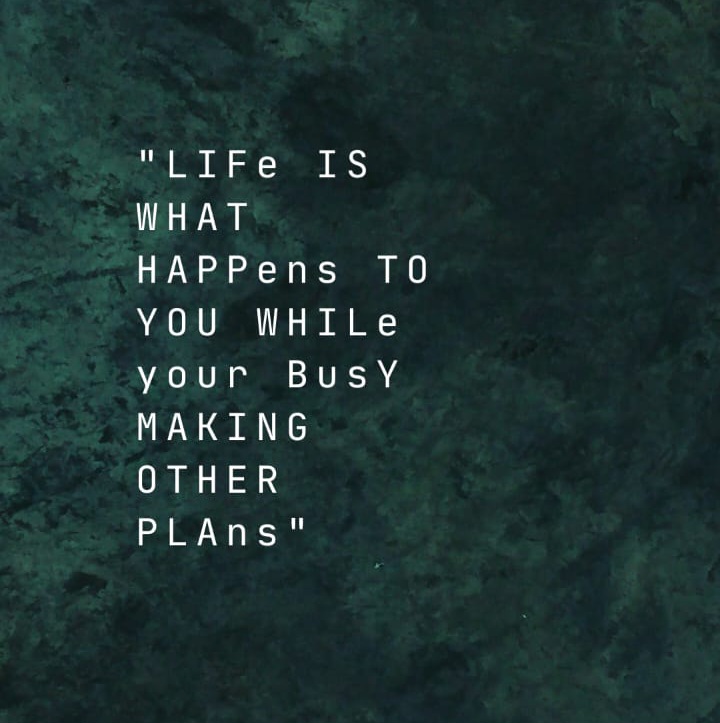 "LIFe IS
WHAT
HAPPens TO
YOU WHILe
your BusY
MAKING
OTHER
PLAns"